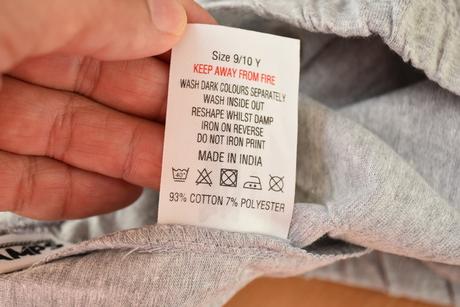 Size 9/10 Y
KEEP AWAY FROM FIRE
WASH DARK COLOURS SEPARATELY
WASH INSIDE OUT
RESHAPE WHILST DAMP
IRON ON REVERSE
DO NOT IRON PRINT
MADE IN INDIA
40°
93% COTTON 7% POLYESTER